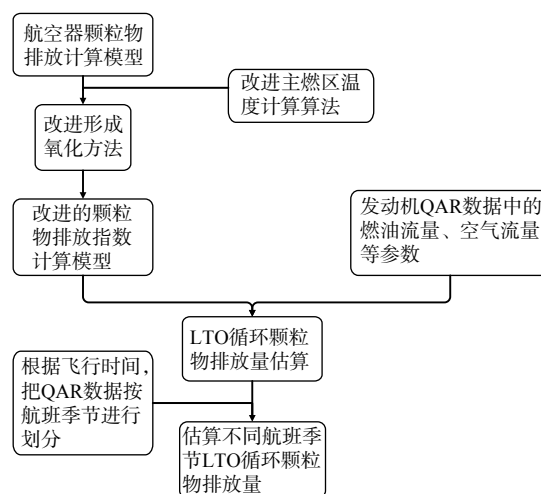 航空器颗粒物
排放计算模型
改进主燃区温
度计算算法
改进形成
氧化方法
改进的颗粒
物排放指数
计算模型
发动机QAR数据中的
燃油流量、空气流量
等参数
LTO循环颗粒
物排放量估算
根据飞行时间，
把QAR数据按
航班季节进行
划分
估算不同航班季
节LTO循环颗粒
物排放量